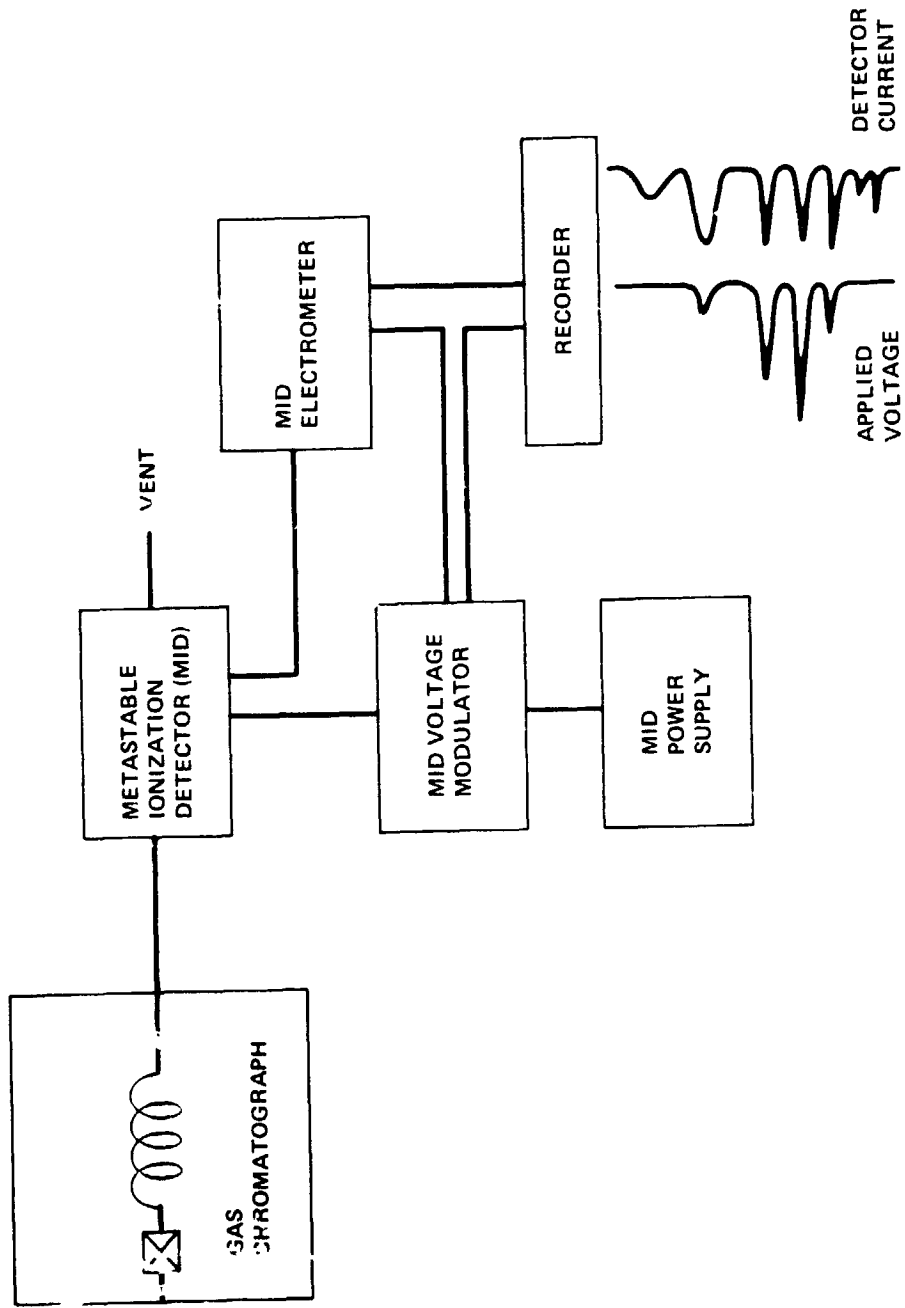 GAS
CHROMATOGRAPH
METASTABLE
IONIZATION
DETECTOR (MID)
VENT
MID
ELECTROMETER
MID VOLTAGE
MODULATOR
MID
POWER
SUPPLY
RECORDER
APPLIED
VOLTAGE
DETECTOR
CURRENT